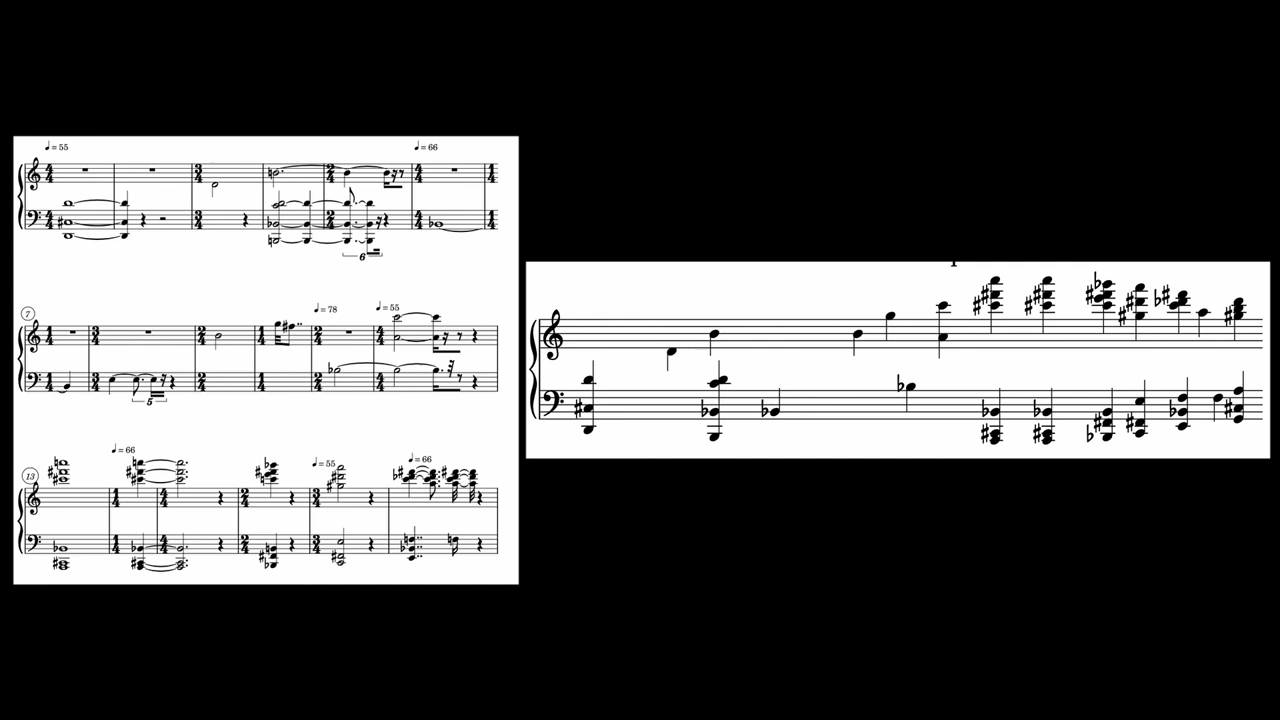 ♩= 55 ♩= 66
6
7 ♩= 78 ♩= 55
5
13 ♩= 66 ♩= 55 ♩= 66